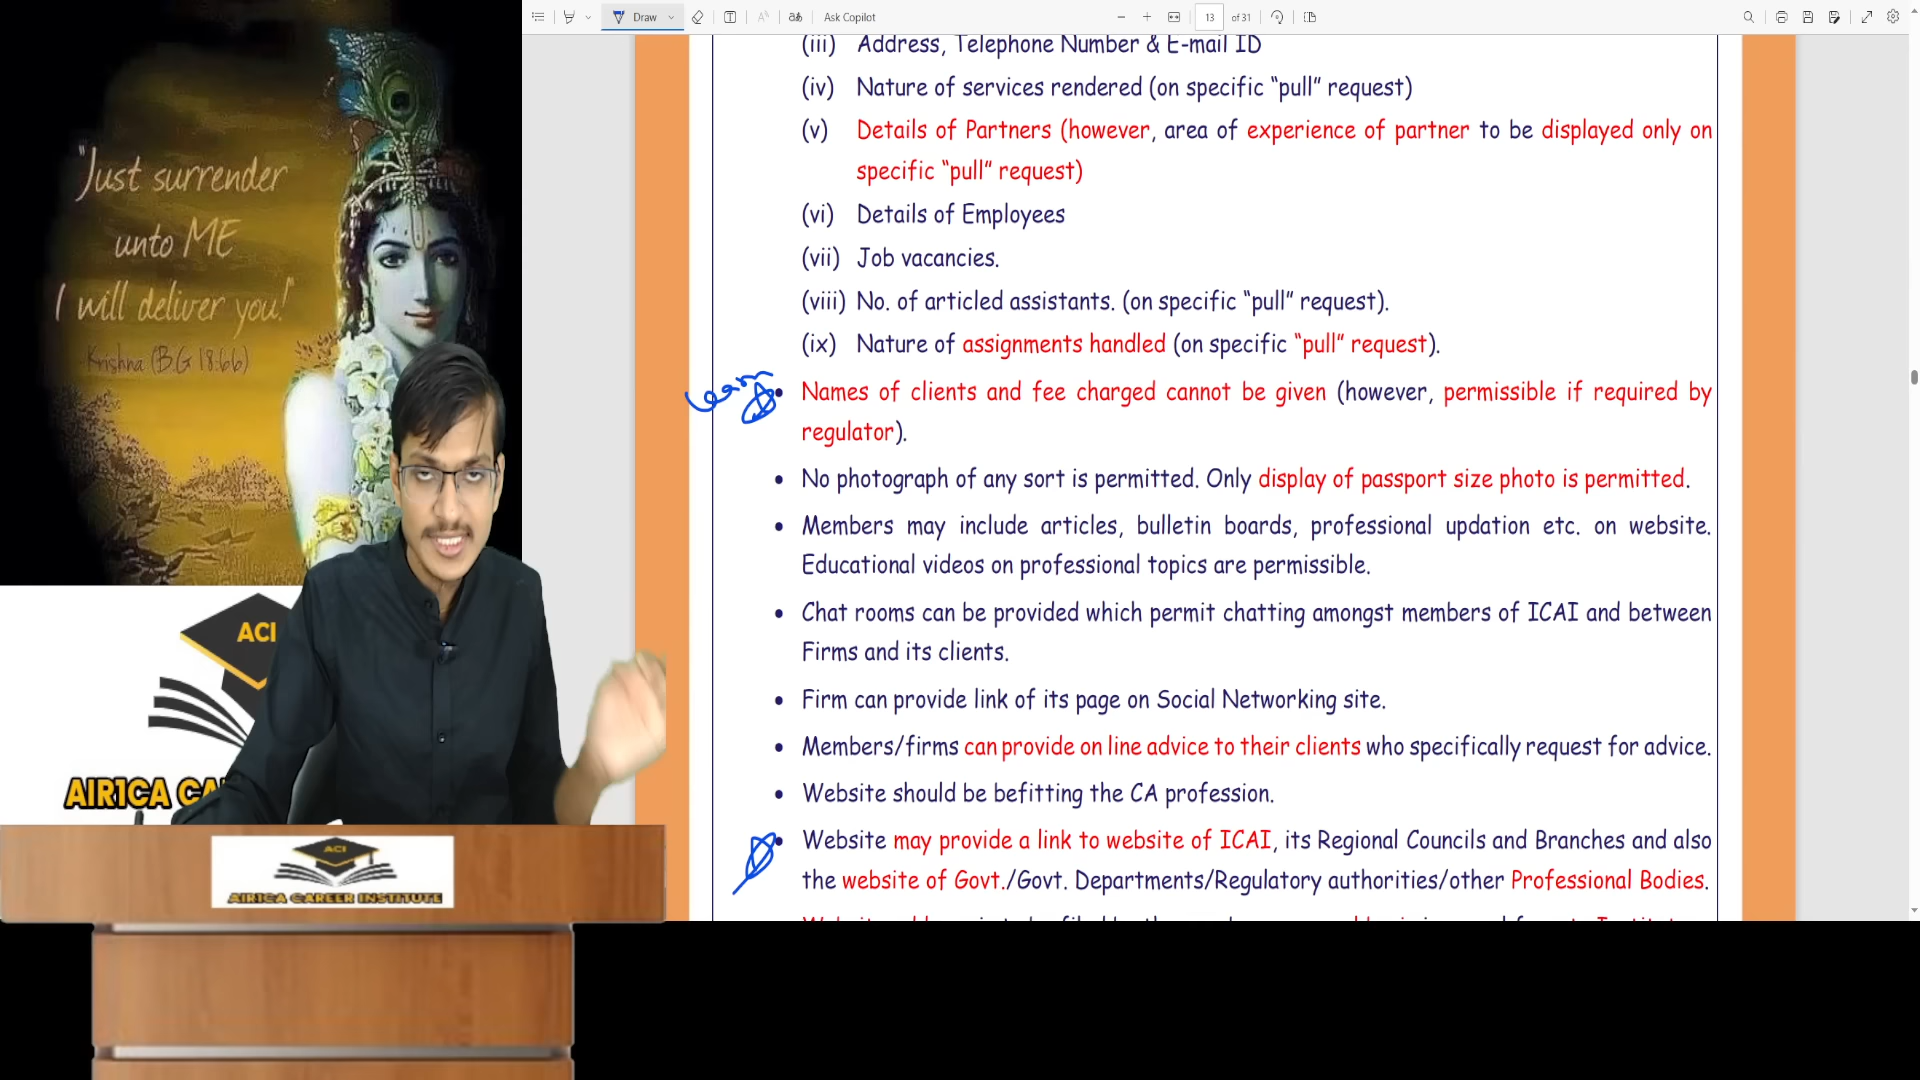 Draw
Ask Copilot
13 of 31
"Just surrender
unto ME
I will deliver you!"
Krishna (B.G 18:66)
ACI
AIR1CA CA
ACI
AIR1CA CAREER INSTITUTE
(iii) Address, Telephone Number & E-mail ID
(iv) Nature of services rendered (on specific “pull” request)
(v) Details of Partners (however, area of experience of partner to be displayed only on
specific “pull” request)
(vi) Details of Employees
(vii) Job vacancies.
(viii) No. of articled assistants. (on specific “pull” request).
(ix) Nature of assignments handled (on specific “pull” request).
learn
• Names of clients and fee charged cannot be given (however, permissible if required by
regulator).
• No photograph of any sort is permitted. Only display of passport size photo is permitted.
• Members may include articles, bulletin boards, professional updation etc. on website.
Educational videos on professional topics are permissible.
• Chat rooms can be provided which permit chatting amongst members of ICAI and between
Firms and its clients.
• Firm can provide link of its page on Social Networking site.
• Members/firms can provide on line advice to their clients who specifically request for advice.
• Website should be befitting the CA profession.
• Website may provide a link to website of ICAI, its Regional Councils and Branches and also
the website of Govt./Govt. Departments/Regulatory authorities/other Professional Bodies.